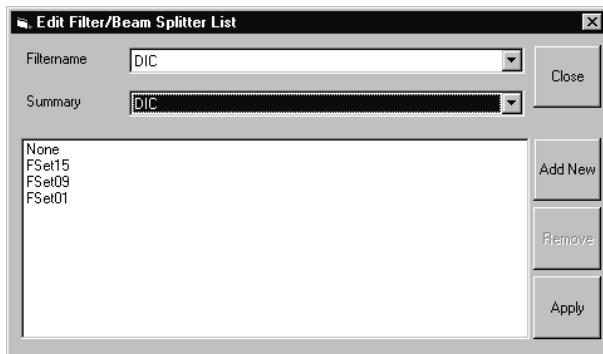 Edit Filter/Beam Splitter List
Filtername DIC
Close
Summary DIC
None
FSet15
FSet09
FSet01
Add New
Remove
Apply